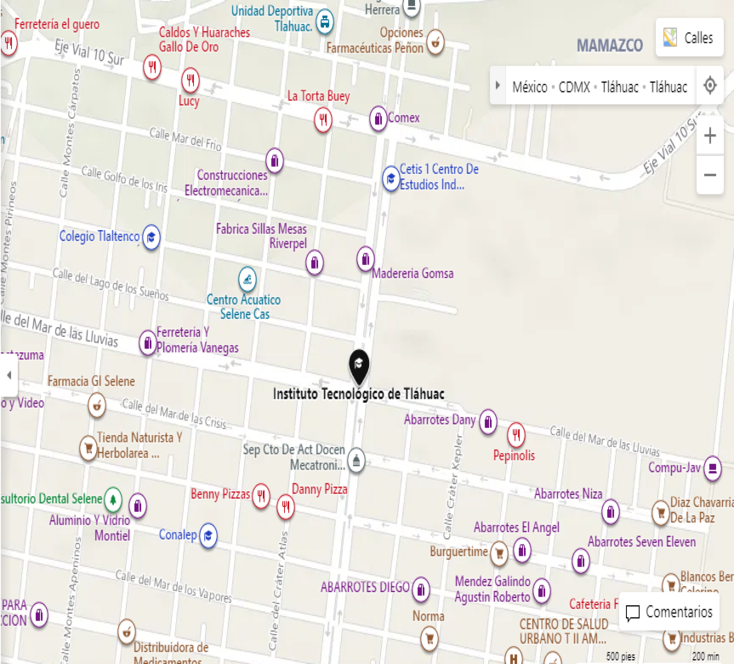 Herrera
Ferretería el guero
Unidad Deportiva
Tlahuac.
Caldos Y Huaraches
Gallo De Oro
Opciones
Farmacéuticas Peñon
MAMAZCO
Calles
Eje Vial 10 Sur
Lucy
La Torta Buey
Comex
México · CDMX · Tláhuac · Tláhuac
Calle Mar del Frio
Calle Montes Cárpatos
Construcciones
Electromecanica...
Cetis 1 Centro De
Estudios Ind...
Eje Vial 10 Sur
+
−
Calle Golfo de los Iris
Calle Montes Pirineos
Colegio Tlaltenco
Fabrica Sillas Mesas
Riverpel
Madereria Gomsa
Calle del Lago de los Sueños
Centro Acuatico
Selene Cas
lle del Mar de las Lluvias
Ferreteria Y
Plomería Vanegas
ctezuma
Instituto Tecnológico de Tláhuac
Farmacia GI Selene
o y Video
Calle del Mar de las Crisis
Abarrotes Dany
Pepinolis
Calle del Mar de las Lluvias
Tienda Naturista Y
Herbolarea ...
Sep Cto De Act Docen
Mecatroni...
Calle Cráter Kepler
Compu-Jav
sultorio Dental Selene
Benny Pizzas
Danny Pizza
Abarrotes Niza
Diaz Chavarria
De La Paz
Aluminio Y Vidrio
Montiel
Conalep
Abarrotes El Angel
Abarrotes Seven Eleven
Burguertime
Calle Montes Apeninos
Calle del Mar de los Vapores
Calle del Cráter Atlas
ABARROTES DIEGO
Mendez Galindo
Agustin Roberto
Blancos Ber
Cafeteria F
Comentarios
PARA
CCION
Norma
CENTRO DE SALUD
URBANO T II AM...
Distribuidora de
Medicamentos
Industrias B
500 pies
200 min